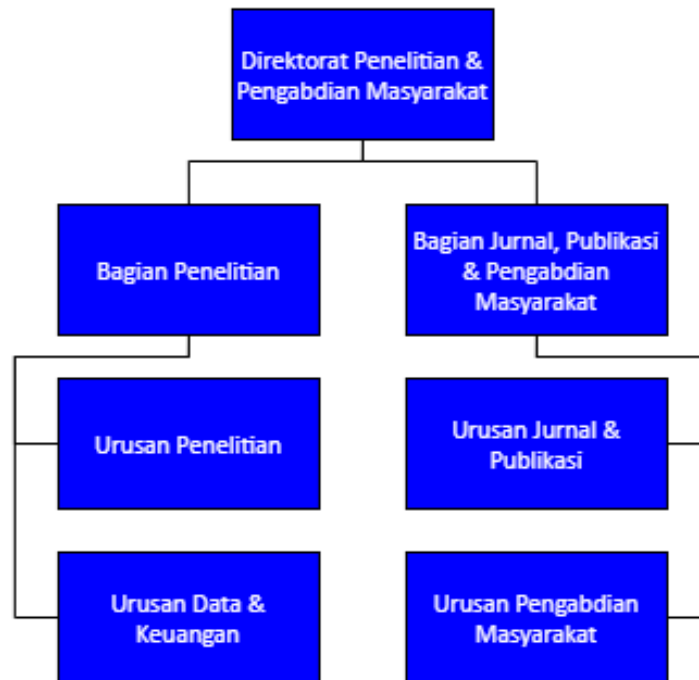 Direktorat Penelitian &
Pengabdian Masyarakat
Bagian Penelitian
Bagian Jurnal, Publikasi
& Pengabdian
Masyarakat
Urusan Penelitian
Urusan Jurnal &
Publikasi
Urusan Data &
Keuangan
Urusan Pengabdian
Masyarakat